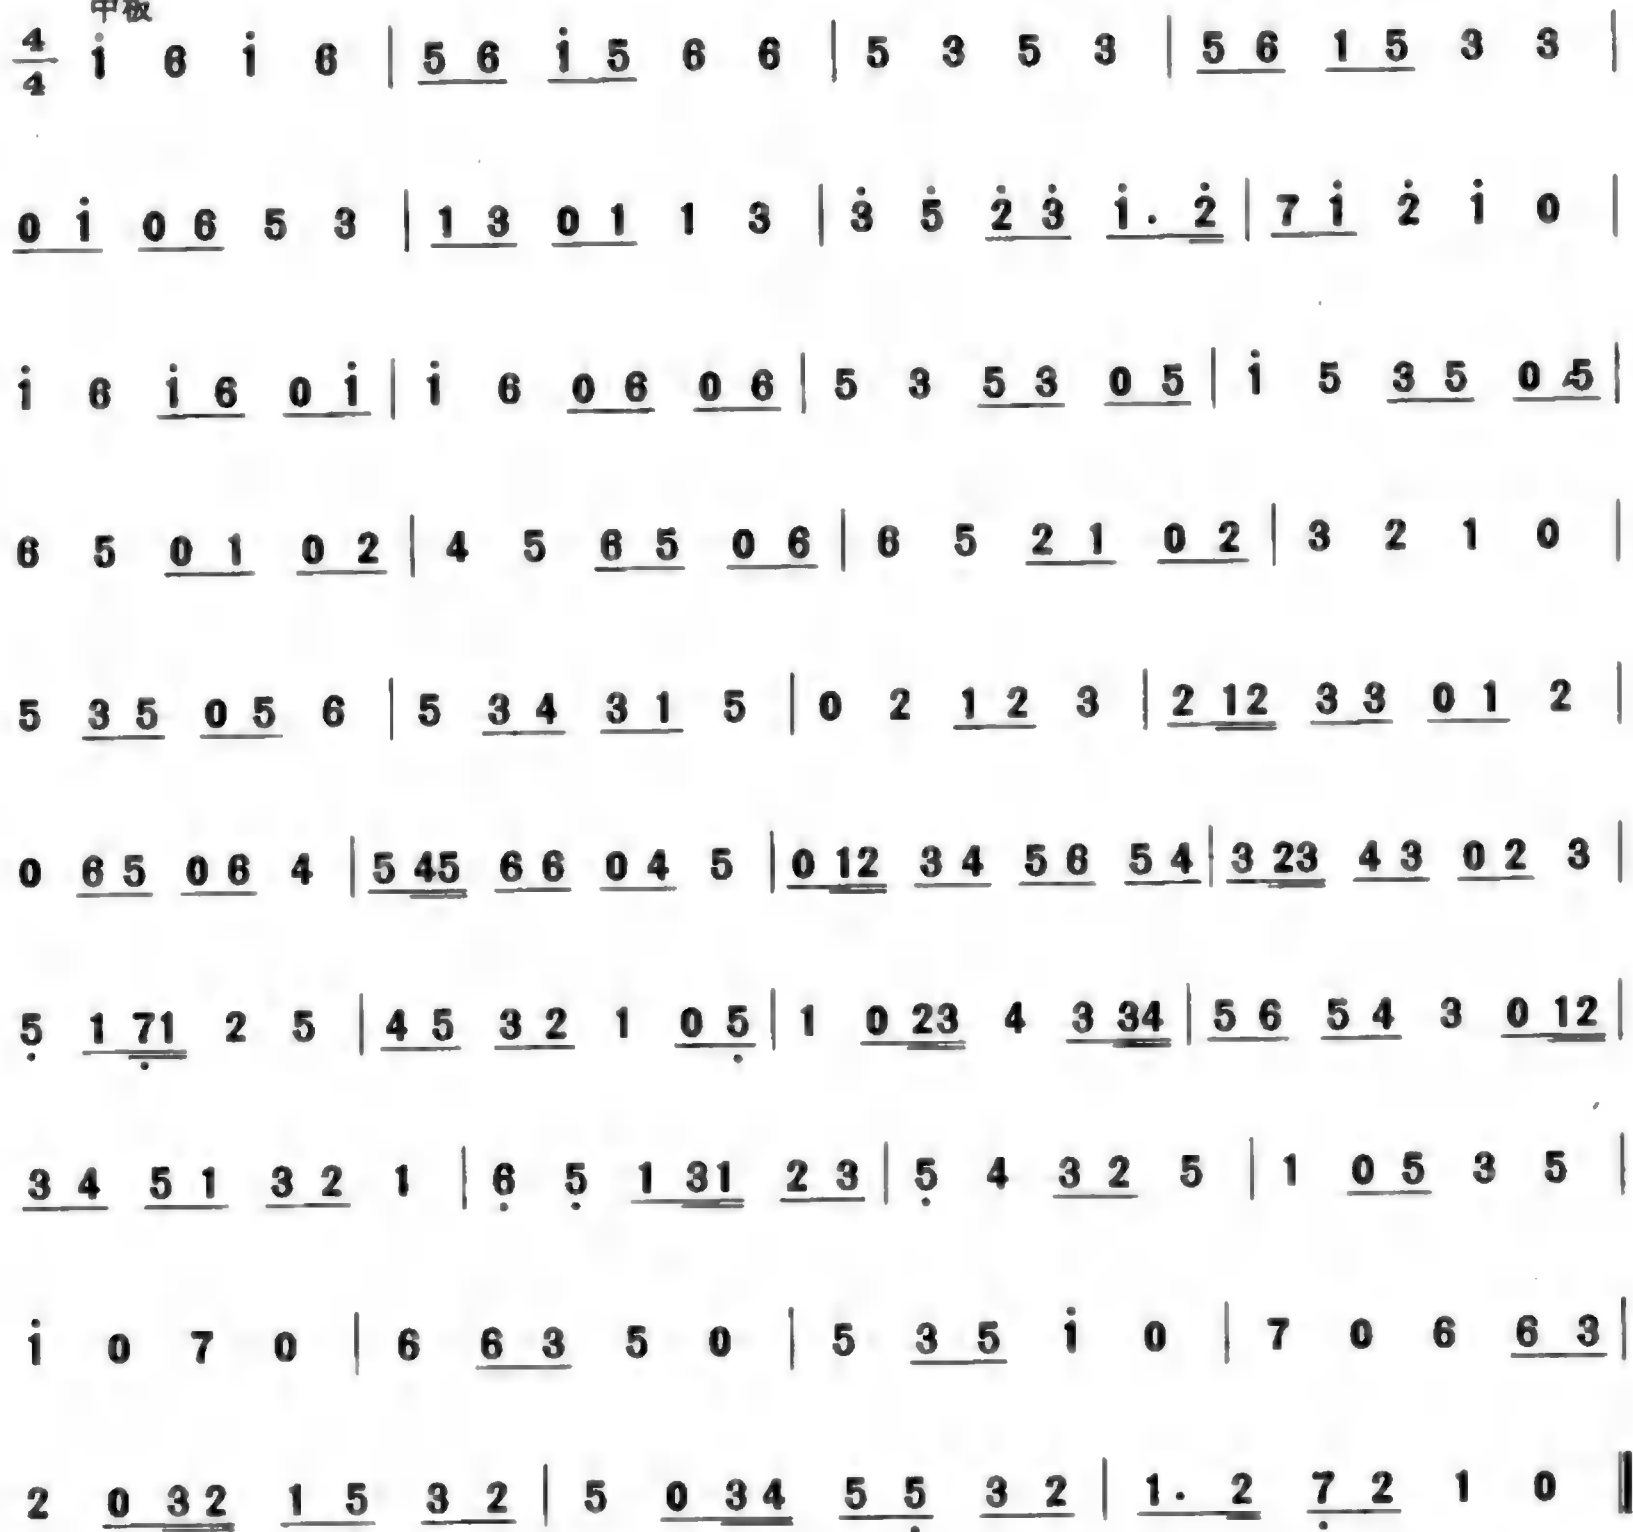 中板
4/4 i̇ 6 i̇ 6 | 5 6 i̇ 5 6 6 | 5 3 5 3 | 5 6 1 5 3 3 |
0 i̇ 0 6 5 3 | 1 3 0 1 1 3 | 3̇ 5̇ 2̇ 3̇ i̇. 2̇ | 7 i̇ 2̇ i̇ 0 |
i̇ 6 i̇ 6 0 i̇ | i̇ 6 0 6 0 6 | 5 3 5 3 0 5 | i̇ 5 3 5 0 5 |
6 5 0 1 0 2 | 4 5 6 5 0 6 | 6 5 2 1 0 2 | 3 2 1 0 |
5 3 5 0 5 6 | 5 3 4 3 1 5 | 0 2 1 2 3 | 2 12 3 3 0 1 2 |
0 6 5 0 6 4 | 5 45 6 6 0 4 5 | 0 12 3 4 5 6 5 4 | 3 23 4 3 0 2 3 |
5̣ 1 7̣1 2 5 | 4 5 3 2 1 0 5̣ | 1 0 23 4 3 34 | 5 6 5 4 3 0 12 |
3 4 5 1 3 2 1 | 6̣ 5̣ 1 31 2 3 | 5̣ 4 3 2 5 | 1 0 5 3 5 |
i̇ 0 7 0 | 6 6 3 5 0 | 5 3 5 i̇ 0 | 7 0 6 6 3 |
2 0 32 1 5 3 2 | 5 0 34 5 5̣ 3 2 | 1. 2 7̣ 2 1 0 ‖